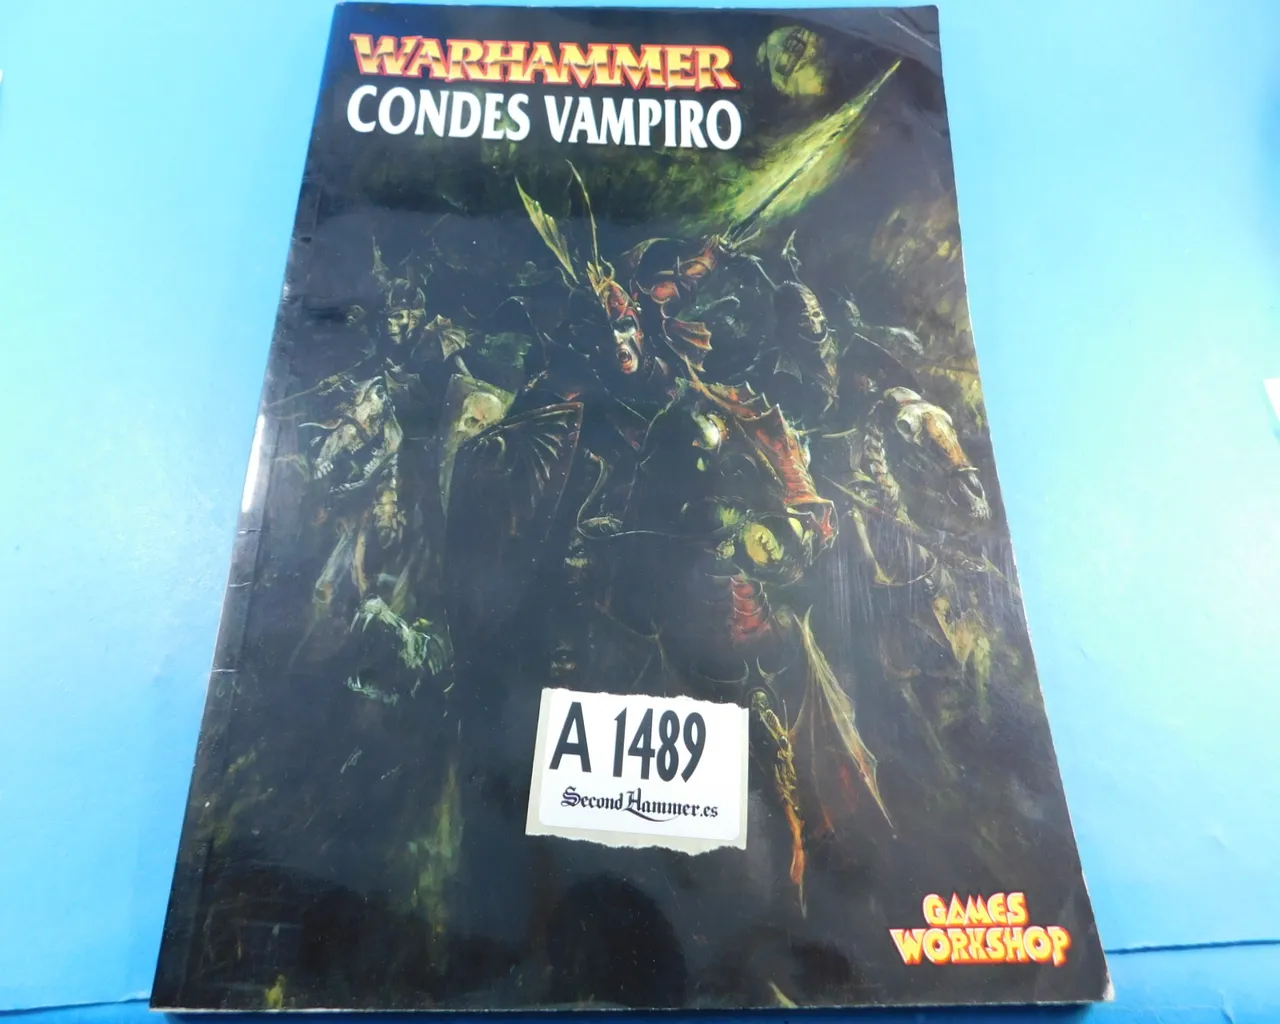 WARHAMMER
CONDES VAMPIRO
A 1489
SecondHammer.es
GAMES
WORKSHOP